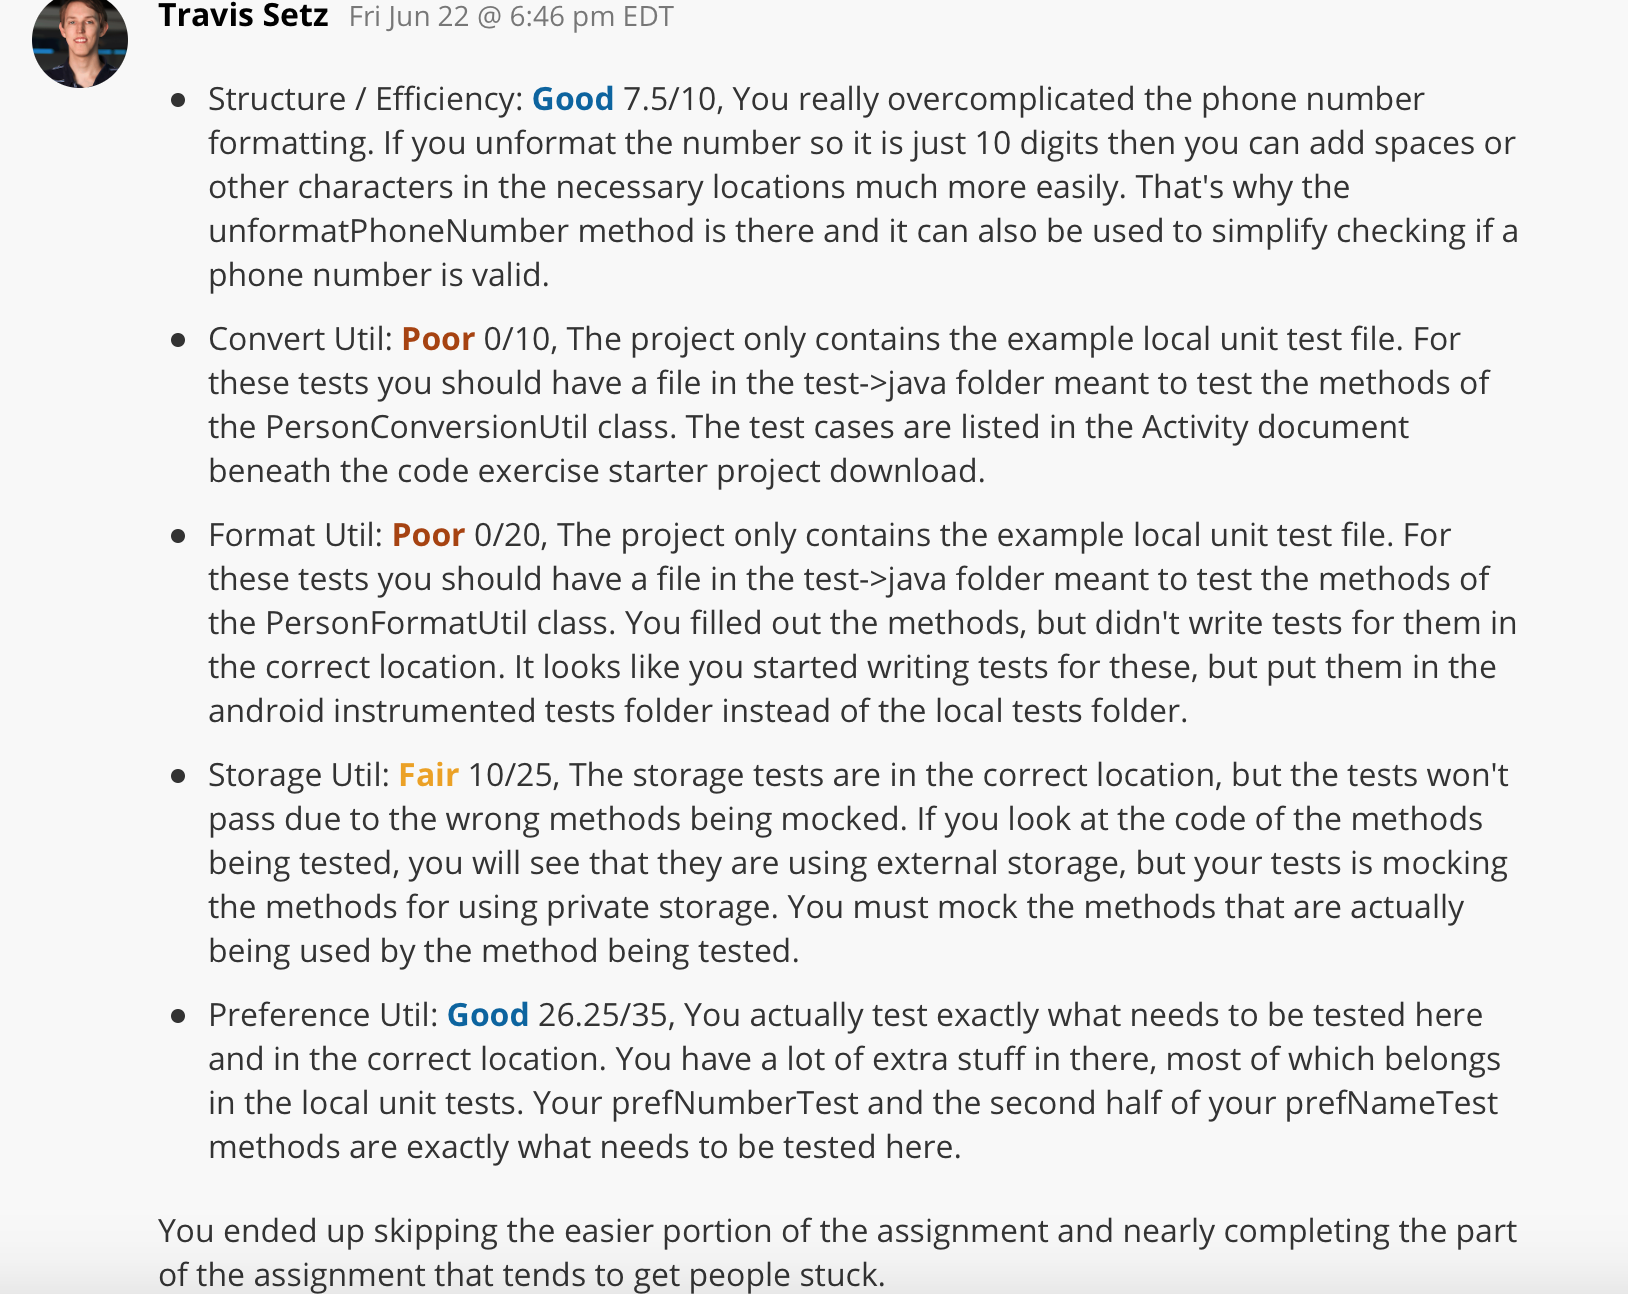 Travis Setz Fri Jun 22 @ 6:46 pm EDT
● Structure / Efficiency: Good 7.5/10, You really overcomplicated the phone number
formatting. If you unformat the number so it is just 10 digits then you can add spaces or
other characters in the necessary locations much more easily. That's why the
unformatPhoneNumber method is there and it can also be used to simplify checking if a
phone number is valid.
● Convert Util: Poor 0/10, The project only contains the example local unit test file. For
these tests you should have a file in the test->java folder meant to test the methods of
the PersonConversionUtil class. The test cases are listed in the Activity document
beneath the code exercise starter project download.
● Format Util: Poor 0/20, The project only contains the example local unit test file. For
these tests you should have a file in the test->java folder meant to test the methods of
the PersonFormatUtil class. You filled out the methods, but didn't write tests for them in
the correct location. It looks like you started writing tests for these, but put them in the
android instrumented tests folder instead of the local tests folder.
● Storage Util: Fair 10/25, The storage tests are in the correct location, but the tests won't
pass due to the wrong methods being mocked. If you look at the code of the methods
being tested, you will see that they are using external storage, but your tests is mocking
the methods for using private storage. You must mock the methods that are actually
being used by the method being tested.
● Preference Util: Good 26.25/35, You actually test exactly what needs to be tested here
and in the correct location. You have a lot of extra stuff in there, most of which belongs
in the local unit tests. Your prefNumberTest and the second half of your prefNameTest
methods are exactly what needs to be tested here.
You ended up skipping the easier portion of the assignment and nearly completing the part
of the assignment that tends to get people stuck.